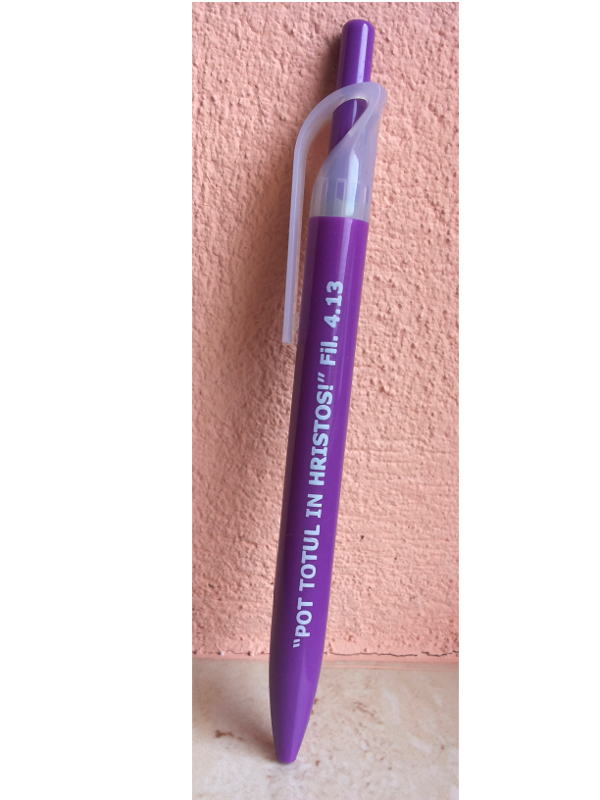 “POT TOTUL IN HRISTOS!” Fil. 4.13